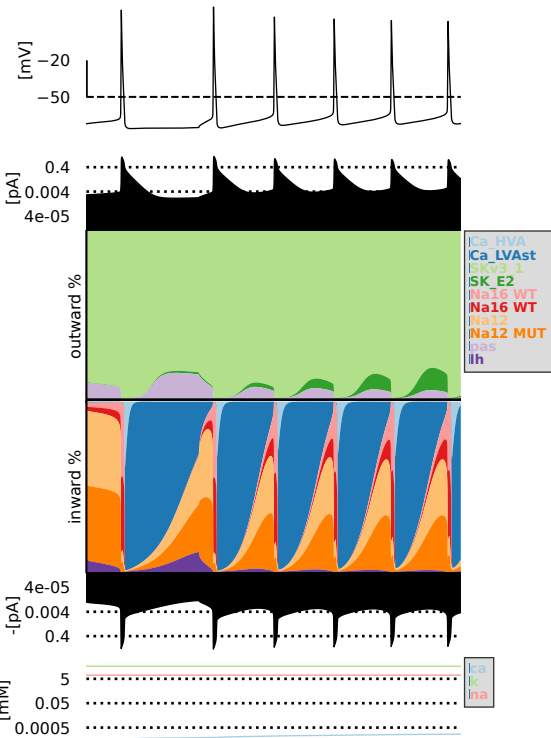 [mV]
−20
−50
[pA]
0.4
0.004
4e-05
outward %
Ca_HVA
Ca_LVAst
SKv3_1
SK_E2
Na16 WT
Na16 WT
Na12
Na12 MUT
pas
Ih
inward %
-[pA]
4e-05
0.004
0.4
[mM]
5
0.05
0.0005
ca
k
na